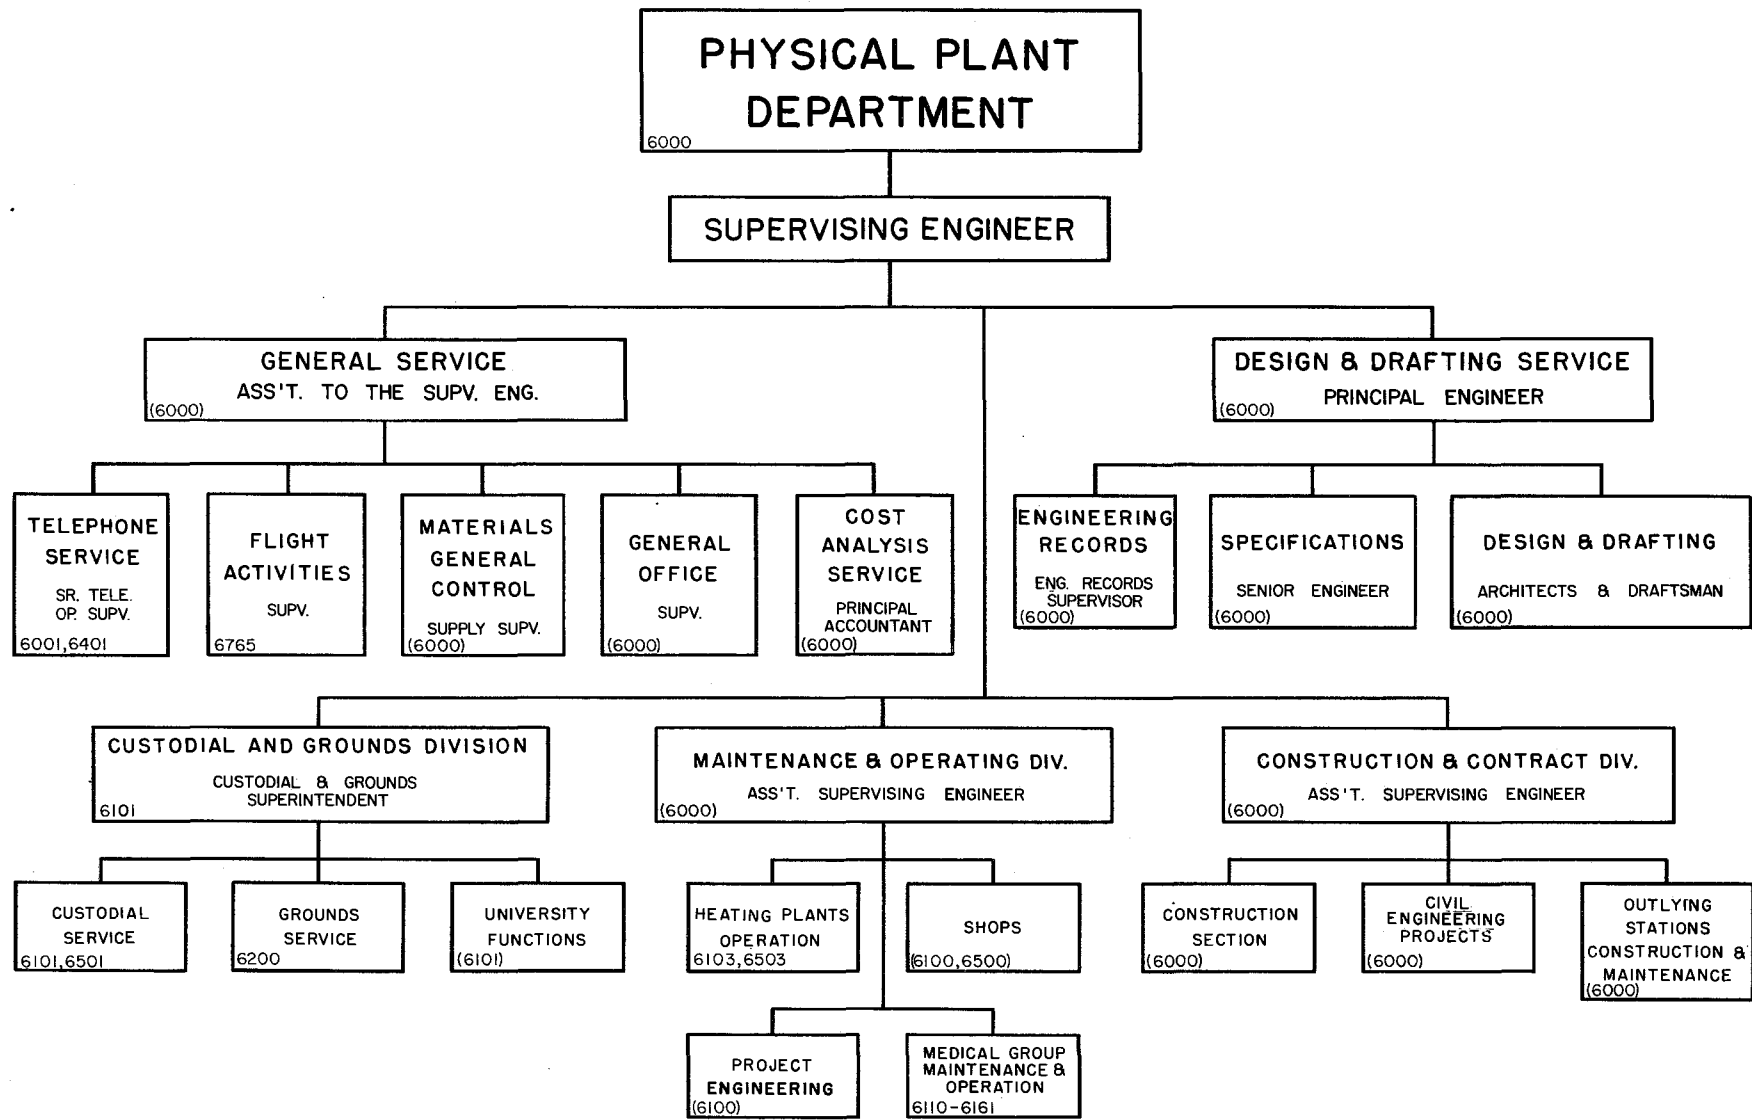 PHYSICAL PLANT
DEPARTMENT
6000
SUPERVISING ENGINEER
GENERAL SERVICE
ASS'T. TO THE SUPV. ENG.
(6000)
DESIGN & DRAFTING SERVICE
PRINCIPAL ENGINEER
(6000)
TELEPHONE
SERVICE
SR. TELE.
OP. SUPV.
6001,6401
FLIGHT
ACTIVITIES
SUPV.
6765
MATERIALS
GENERAL
CONTROL
SUPPLY SUPV.
(6000)
GENERAL
OFFICE
SUPV.
(6000)
COST
ANALYSIS
SERVICE
PRINCIPAL
ACCOUNTANT
(6000)
ENGINEERING
RECORDS
ENG. RECORDS
SUPERVISOR
(6000)
SPECIFICATIONS
SENIOR ENGINEER
(6000)
DESIGN & DRAFTING
ARCHITECTS & DRAFTSMAN
(6000)
CUSTODIAL AND GROUNDS DIVISION
CUSTODIAL & GROUNDS
SUPERINTENDENT
6101
MAINTENANCE & OPERATING DIV.
ASS'T. SUPERVISING ENGINEER
(6000)
CONSTRUCTION & CONTRACT DIV.
ASS'T. SUPERVISING ENGINEER
(6000)
CUSTODIAL
SERVICE
6101,6501
GROUNDS
SERVICE
6200
UNIVERSITY
FUNCTIONS
(6101)
HEATING PLANTS
OPERATION
6103,6503
SHOPS
(6100,6500)
CONSTRUCTION
SECTION
(6000)
CIVIL
ENGINEERING
PROJECTS
(6000)
OUTLYING
STATIONS
CONSTRUCTION &
MAINTENANCE
(6000)
PROJECT
ENGINEERING
(6100)
MEDICAL GROUP
MAINTENANCE &
OPERATION
6110-6161